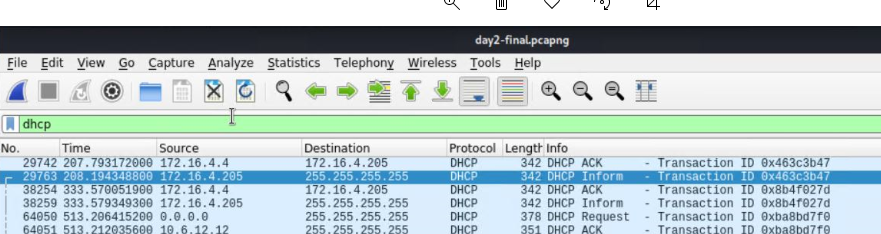 day2-final.pcapng
File Edit View Go Capture Analyze Statistics Telephony Wireless Tools Help
dhcp
No. Time Source Destination Protocol Length Info
29742 207.793172000 172.16.4.4 172.16.4.205 DHCP 342 DHCP ACK - Transaction ID 0x463c3b47
29763 208.194348800 172.16.4.205 255.255.255.255 DHCP 342 DHCP Inform - Transaction ID 0x463c3b47
38254 333.570051900 172.16.4.4 172.16.4.205 DHCP 342 DHCP ACK - Transaction ID 0x8b4f027d
38259 333.579349300 172.16.4.205 255.255.255.255 DHCP 342 DHCP Inform - Transaction ID 0x8b4f027d
64050 513.206415200 0.0.0.0 255.255.255.255 DHCP 378 DHCP Request - Transaction ID 0xba8bd7f0
64051 513.212035600 10.6.12.12 255.255.255.255 DHCP 351 DHCP ACK - Transaction ID 0xba8bd7f0